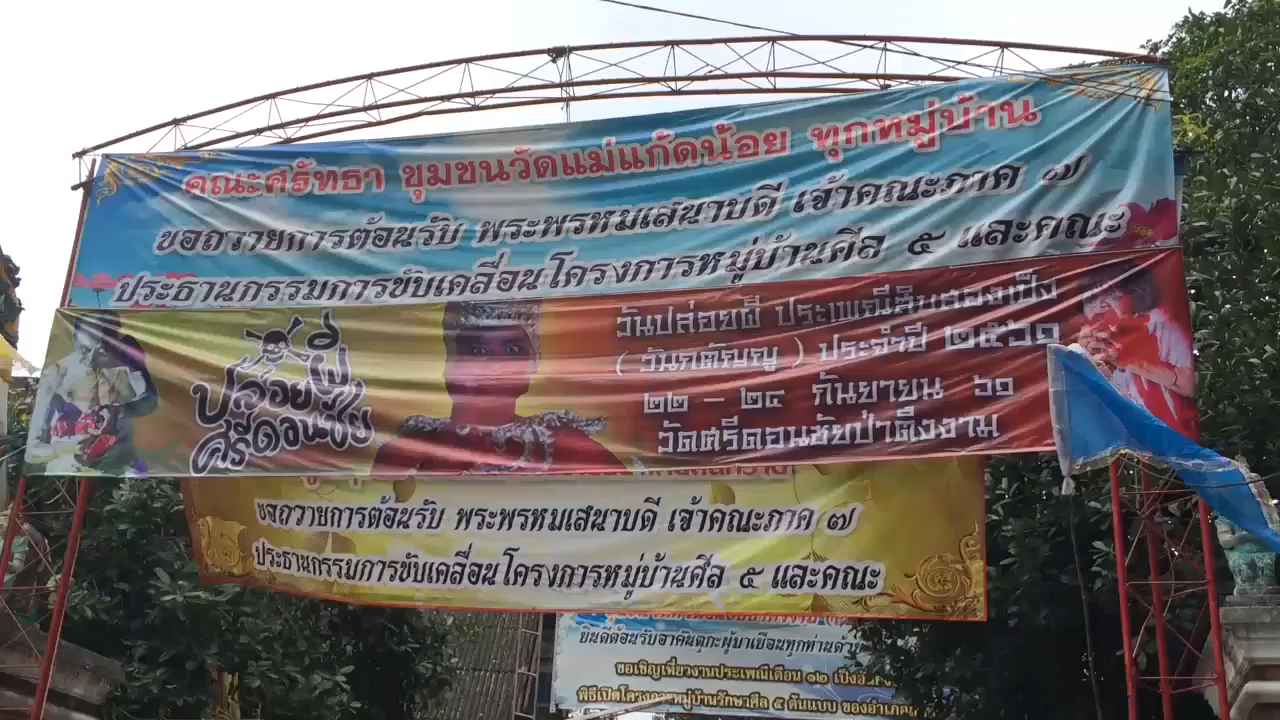 คณะศรัทธา ชุมชนวัดแม่แก้ดน้อย ทุกหมู่บ้าน
ขอถวายการต้อนรับ พระพรหมเสนาบดี เจ้าคณะภาค ๗
ประธานกรรมการขับเคลื่อนโครงการหมู่บ้านศีล ๕ และคณะ
ปล่อยผี
ศรีดอนชัย
วันปล่อยผี ประเพณีสิบสองเป็ง
( วันกตัญญู ) ประจำปี ๒๕๖๑
๒๒ - ๒๔ กันยายน ๖๑
วัดศรีดอนชัยป่าตึงงาม
ขอถวายการต้อนรับ พระพรหมเสนาบดี เจ้าคณะภาค ๗
ประธานกรรมการขับเคลื่อนโครงการหมู่บ้านศีล ๕ และคณะ
ยินดีต้อนรับอาคันตุกะผู้มาเยือนทุกท่านด้วย
ขอเชิญเที่ยวงานประเพณีเดือน ๑๒ เป็ง
พิธีเปิดโครงการหมู่บ้านรักษาศีล ๕ ต้นแบบ ของอำเภอ